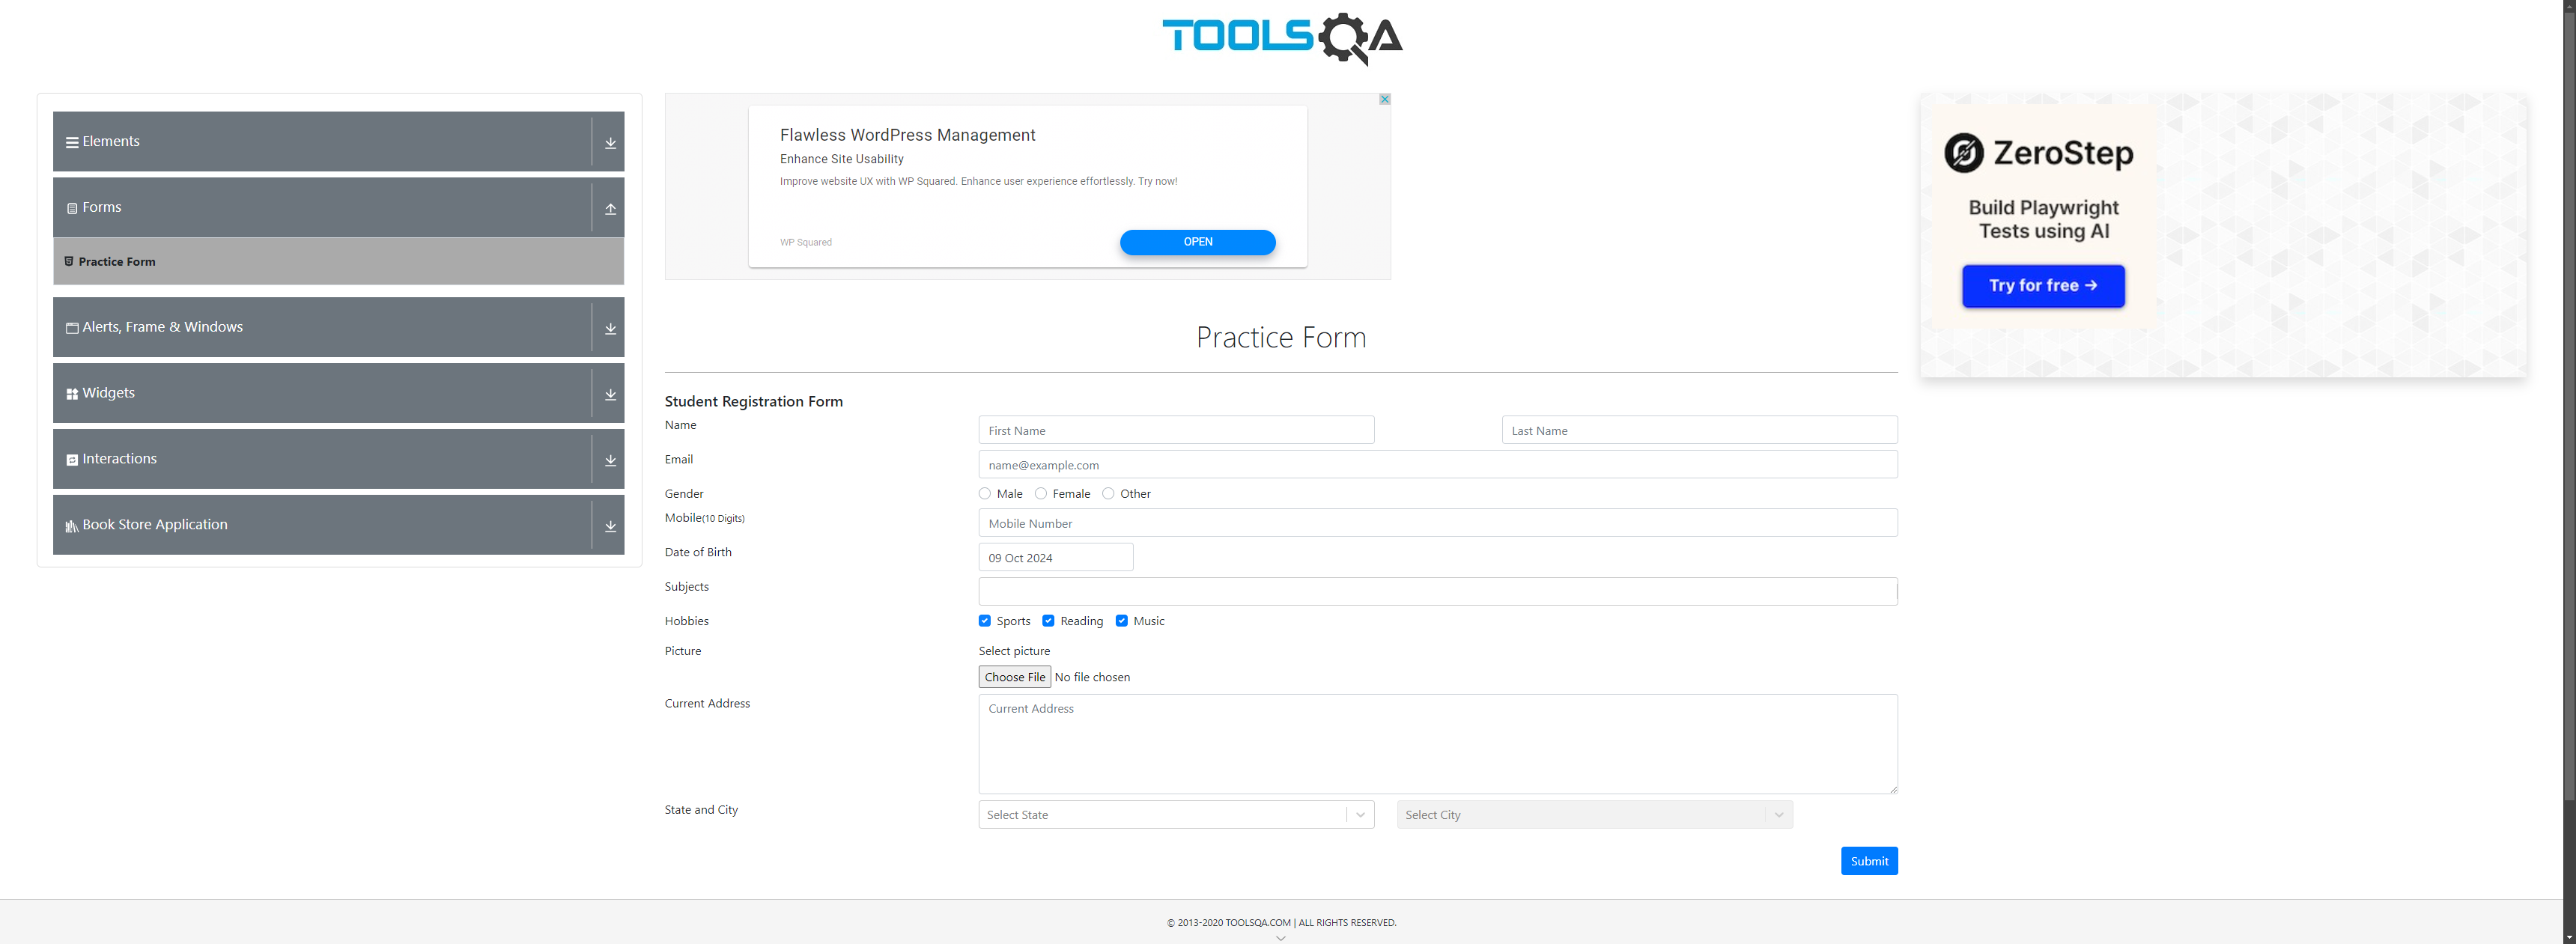 TOOLSQA
Elements
Forms
Practice Form
Alerts, Frame & Windows
Widgets
Interactions
Book Store Application
Flawless WordPress Management
Enhance Site Usability
Improve website UX with WP Squared. Enhance user experience effortlessly. Try now!
WP Squared
OPEN
Practice Form
Student Registration Form
Name
First Name
Last Name
Email
name@example.com
Gender
Male Female Other
Mobile(10 Digits)
Mobile Number
Date of Birth
09 Oct 2024
Subjects
Hobbies
Sports Reading Music
Picture
Select picture
Choose File No file chosen
Current Address
Current Address
State and City
Select State
Select City
Submit
ZeroStep
Build Playwright
Tests using AI
Try for free →
© 2013-2020 TOOLSQA.COM | ALL RIGHTS RESERVED.